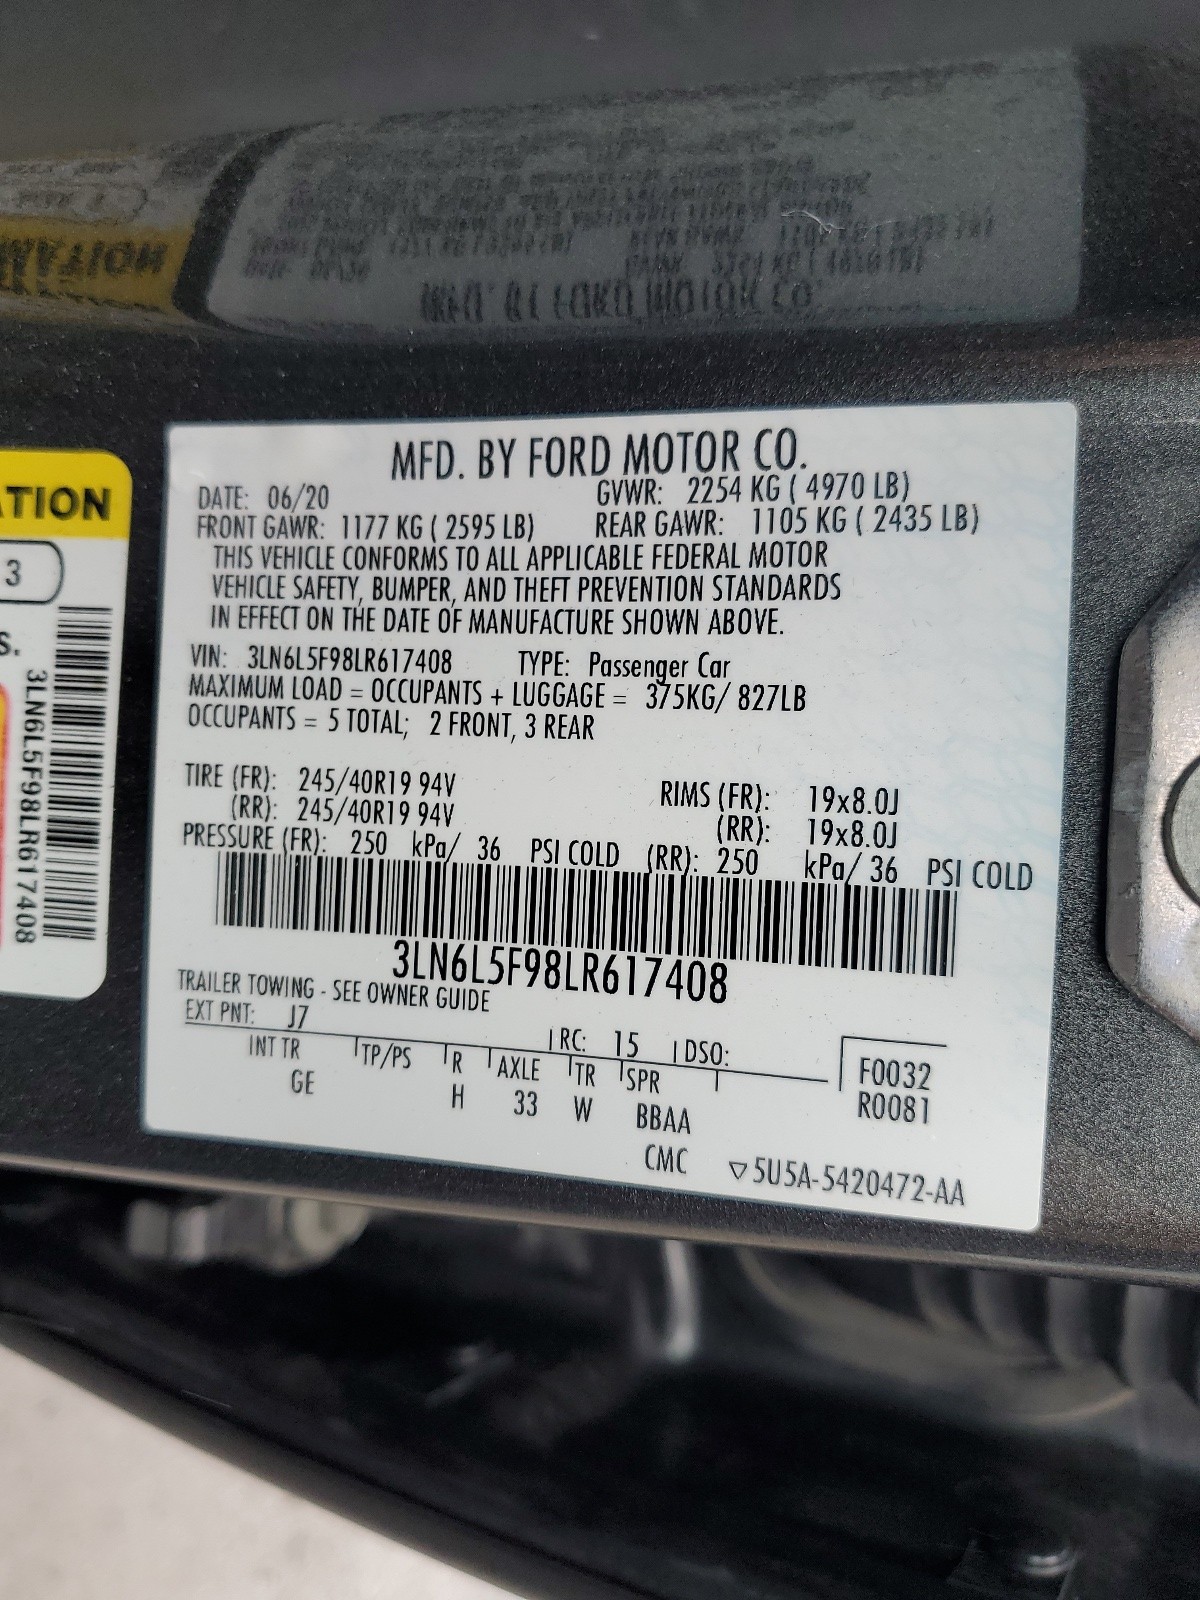 MFD. BY FORD MOTOR CO.
DATE: 06/20 GVWR: 2254 KG ( 4970 LB)
FRONT GAWR: 1177 KG ( 2595 LB) REAR GAWR: 1105 KG ( 2435 LB)
THIS VEHICLE CONFORMS TO ALL APPLICABLE FEDERAL MOTOR
VEHICLE SAFETY, BUMPER, AND THEFT PREVENTION STANDARDS
IN EFFECT ON THE DATE OF MANUFACTURE SHOWN ABOVE.
VIN: 3LN6L5F98LR617408 TYPE: Passenger Car
MAXIMUM LOAD = OCCUPANTS + LUGGAGE = 375KG/ 827LB
OCCUPANTS = 5 TOTAL; 2 FRONT, 3 REAR
TIRE (FR): 245/40R19 94V RIMS (FR): 19x8.0J
(RR): 245/40R19 94V (RR): 19x8.0J
PRESSURE (FR): 250 kPa/ 36 PSI COLD (RR): 250 kPa/ 36 PSI COLD
3LN6L5F98LR617408
TRAILER TOWING - SEE OWNER GUIDE
EXT PNT: J7 RC: 15 DSO:
INT TR TP/PS R AXLE TR SPR F0032
GE H 33 W BBAA R0081
CMC ▽5U5A-5420472-AA
ATION
3
S.
3LN6L5F98LR617408